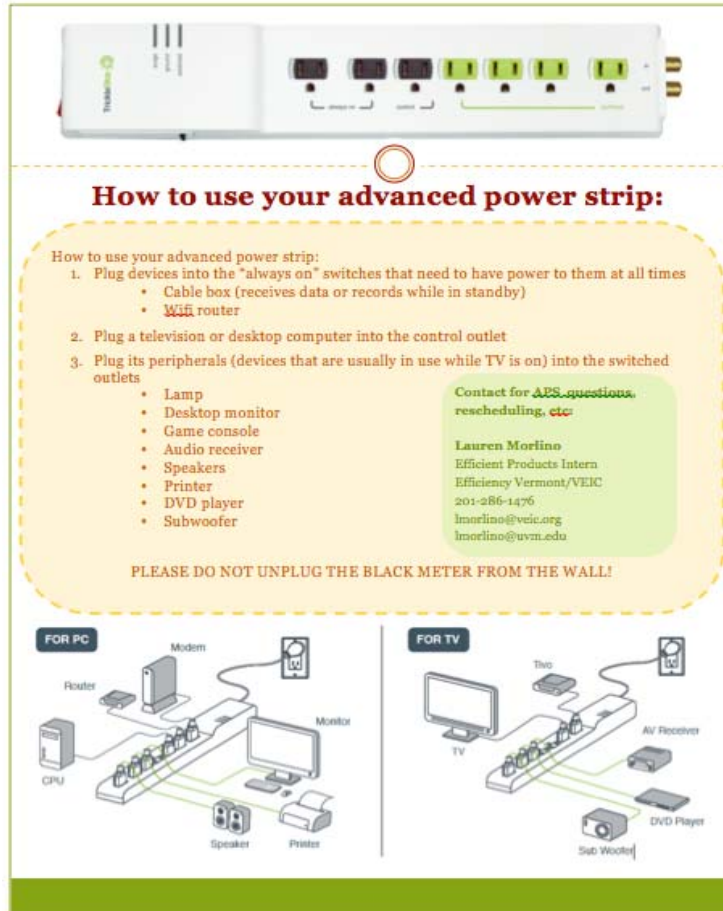 TrickleStar
always on
control
How to use your advanced power strip:
How to use your advanced power strip:
1. Plug devices into the “always on” switches that need to have power to them at all times
• Cable box (receives data or records while in standby)
• Wifi router
2. Plug a television or desktop computer into the control outlet
3. Plug its peripherals (devices that are usually in use while TV is on) into the switched
outlets
• Lamp
• Desktop monitor
• Game console
• Audio receiver
• Speakers
• Printer
• DVD player
• Subwoofer
Contact for APS questions,
rescheduling, etc:
Lauren Morlino
Efficient Products Intern
Efficiency Vermont/VEIC
201-286-1476
lmorlino@veic.org
lmorlino@uvm.edu
PLEASE DO NOT UNPLUG THE BLACK METER FROM THE WALL!
FOR PC
Modem
Router
Monitor
CPU
Speaker
Printer
FOR TV
Tivo
TV
AV Receiver
DVD Player
Sub Woofer